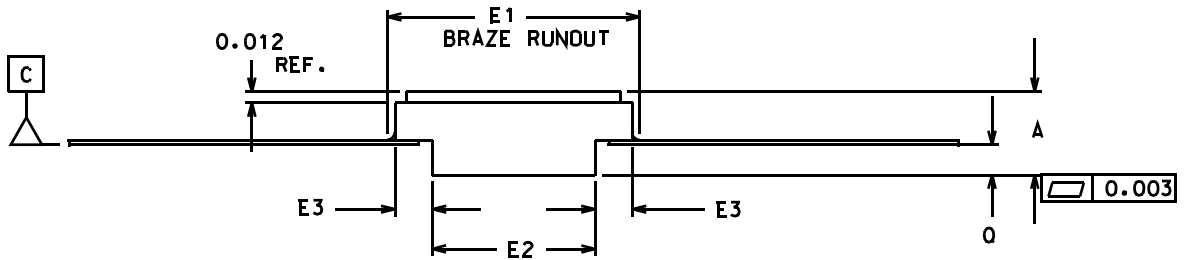 E1
BRAZE RUNOUT
0.012
REF.
C
A
0.003
E3
E3
Q
E2